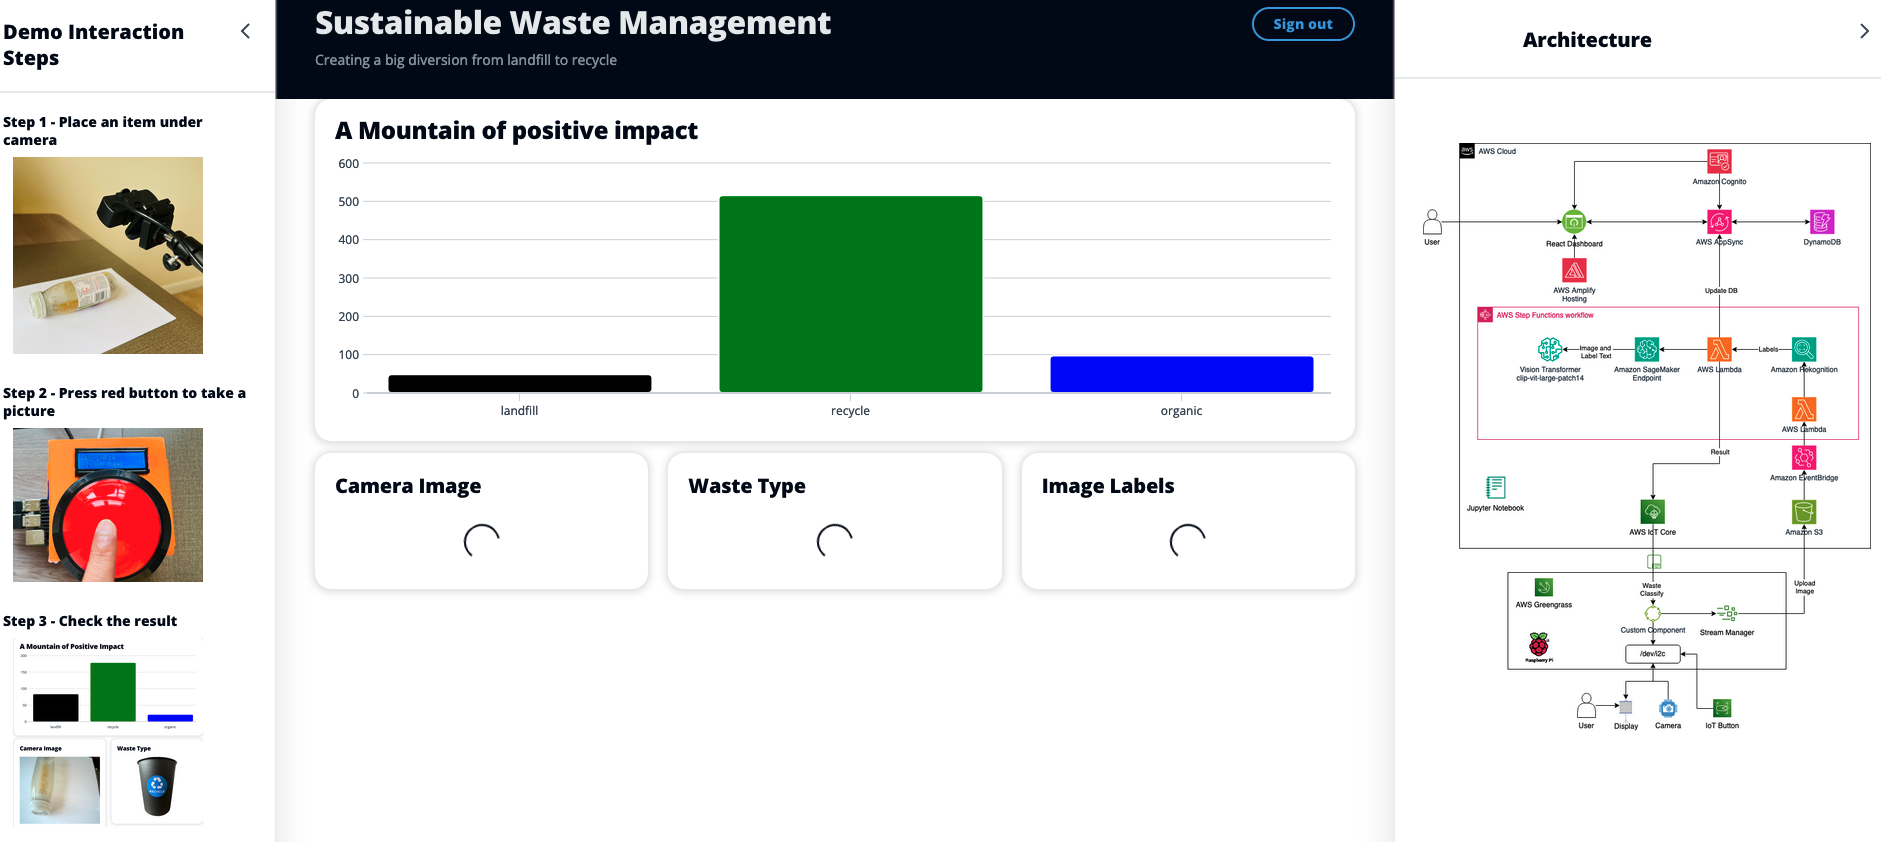 Demo Interaction
Steps
Step 1 - Place an item under
camera
Step 2 - Press red button to take a
picture
Step 3 - Check the result
A Mountain of Positive Impact
landfill
recycle
organic
Camera Image
Waste Type
Sustainable Waste Management
Creating a big diversion from landfill to recycle
Sign out
A Mountain of positive impact
600
500
400
300
200
100
0
landfill
recycle
organic
Camera Image
Waste Type
Image Labels
Architecture
aws
AWS Cloud
Amazon Cognito
User
React Dashboard
AWS AppSync
DynamoDB
AWS Amplify
Hosting
Update DB
AWS Step Functions workflow
Image and
Label Text
Labels
Vision Transformer
clip-vit-large-patch14
Amazon SageMaker
Endpoint
AWS Lambda
Amazon Rekognition
AWS Lambda
Result
Amazon EventBridge
Jupyter Notebook
AWS IoT Core
Amazon S3
Waste
Classify
Upload
Image
AWS Greengrass
Custom Component
Stream Manager
Raspberry Pi
/dev/i2c
User
Display
Camera
IoT Button